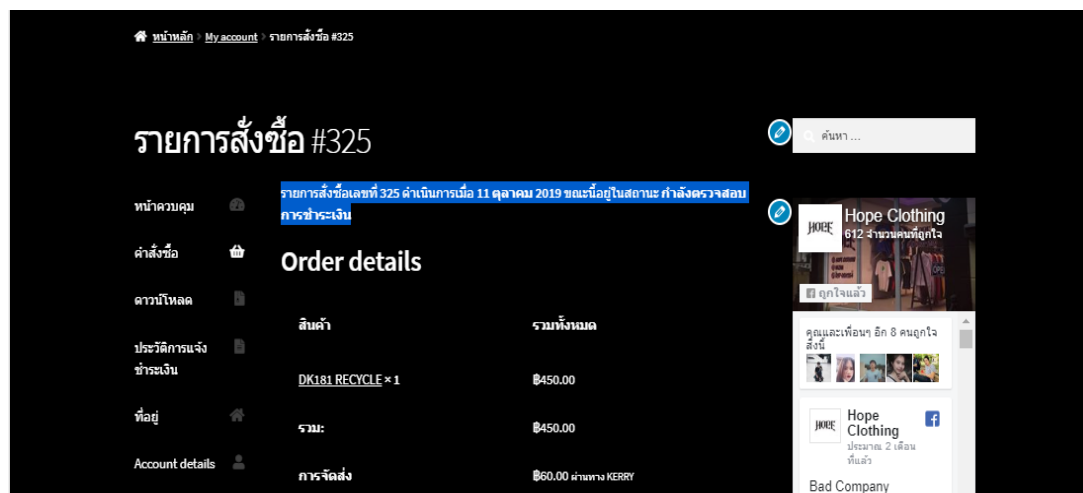 หน้าหลัก › My account › รายการสั่งซื้อ #325
รายการสั่งซื้อ #325
ค้นหา …
หน้าควบคุม
คำสั่งซื้อ
ดาวน์โหลด
ประวัติการแจ้ง
ชำระเงิน
ที่อยู่
Account details
รายการสั่งซื้อเลขที่ 325 ดำเนินการเมื่อ 11 ตุลาคม 2019 ขณะนี้อยู่ในสถานะ กำลังตรวจสอบ
การชำระเงิน
Order details
สินค้า รวมทั้งหมด
DK181 RECYCLE × 1 ฿450.00
รวม: ฿450.00
การจัดส่ง ฿60.00 ผ่านทาง KERRY
HOPE
Hope Clothing
612 จำนวนคนที่ถูกใจ
ถูกใจแล้ว
คุณและเพื่อนๆ อีก 8 คนถูกใจ
สิ่งนี้
HOPE
Hope
Clothing
ประมาณ 2 เดือน
ที่แล้ว
Bad Company